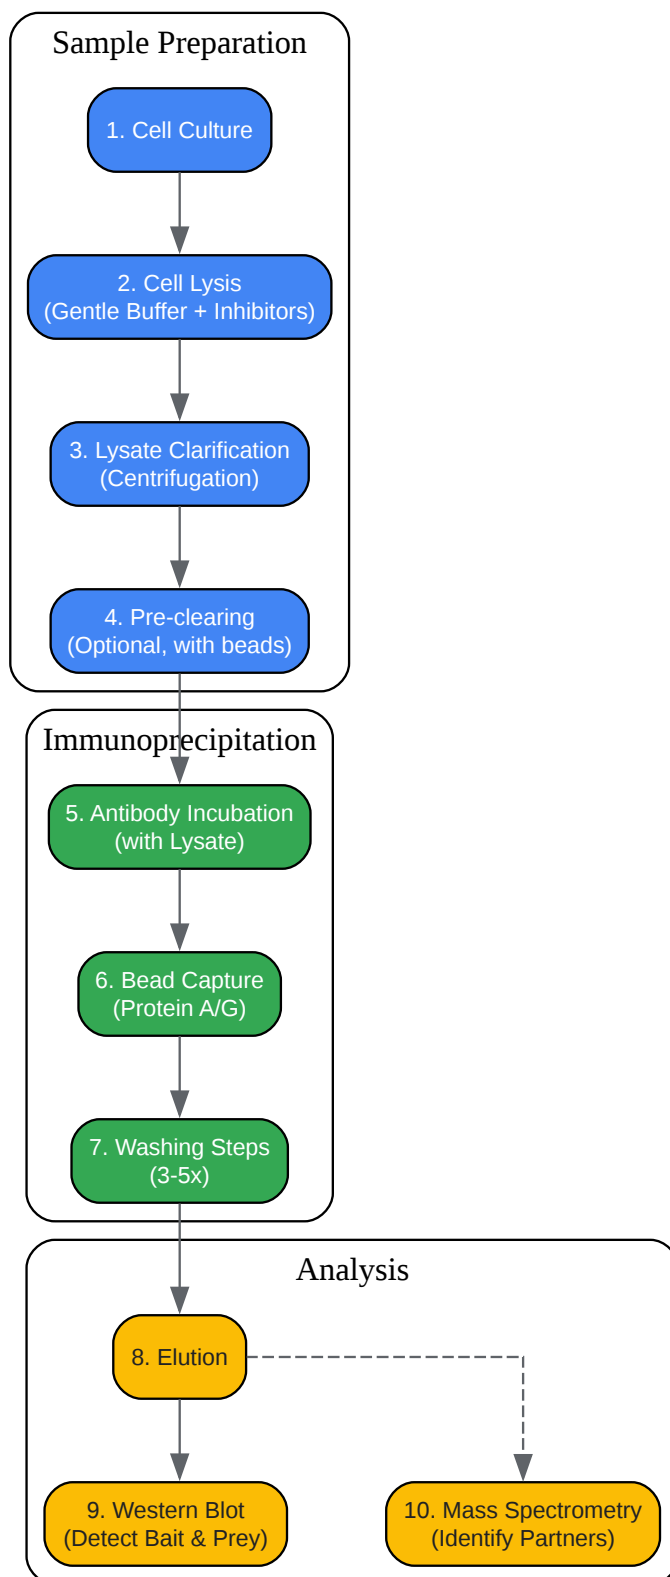 Sample Preparation
1. Cell Culture
2. Cell Lysis
(Gentle Buffer + Inhibitors)
3. Lysate Clarification
(Centrifugation)
4. Pre-clearing
(Optional, with beads)
Immunoprecipitation
5. Antibody Incubation
(with Lysate)
6. Bead Capture
(Protein A/G)
7. Washing Steps
(3-5x)
Analysis
8. Elution
9. Western Blot
(Detect Bait & Prey)
10. Mass Spectrometry
(Identify Partners)